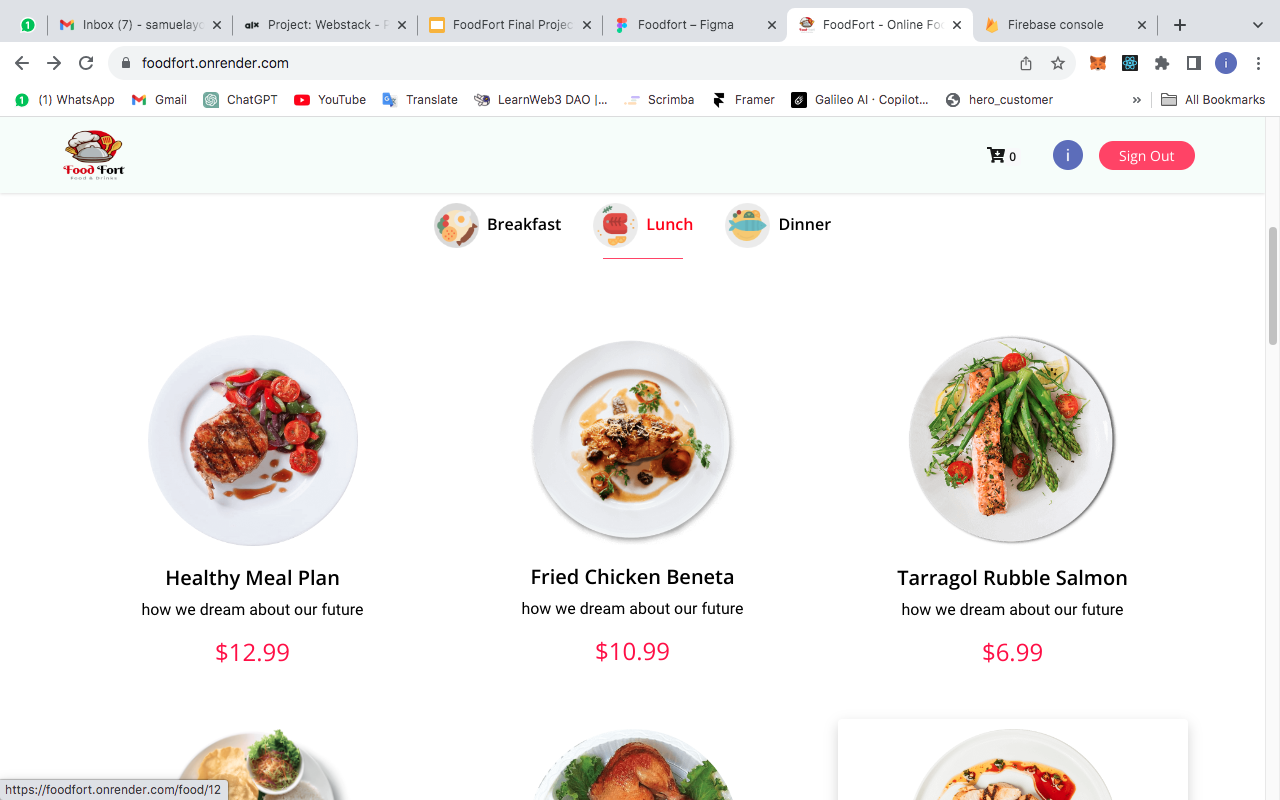 Inbox (7) - samuelayo
Project: Webstack - P
FoodFort Final Projec
Foodfort – Figma
FoodFort - Online Foo
Firebase console
foodfort.onrender.com
i
(1) WhatsApp
Gmail
ChatGPT
YouTube
Translate
LearnWeb3 DAO |...
Scrimba
Framer
Galileo AI · Copilot...
hero_customer
»
All Bookmarks
Food Fort
Food & Drinks
0
i
Sign Out
Breakfast
Lunch
Dinner
Healthy Meal Plan
how we dream about our future
$12.99
Fried Chicken Beneta
how we dream about our future
$10.99
Tarragol Rubble Salmon
how we dream about our future
$6.99
https://foodfort.onrender.com/food/12